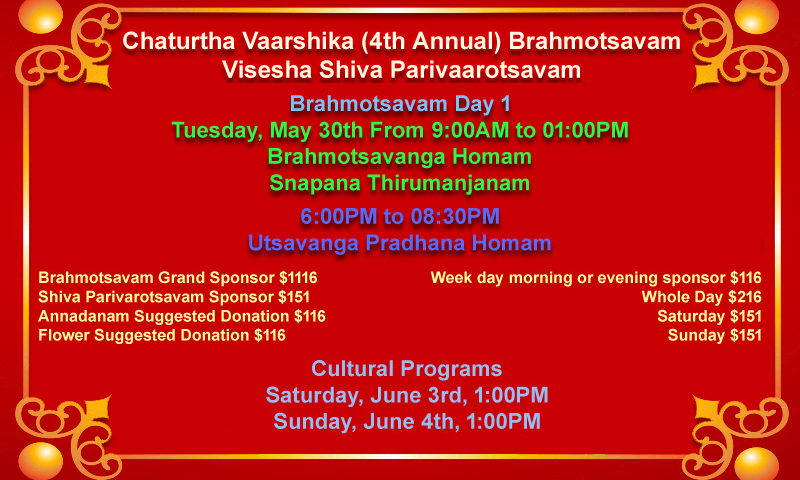 Chaturtha Vaarshika (4th Annual) Brahmotsavam
Visesha Shiva Parivaarotsavam
Brahmotsavam Day 1
Tuesday, May 30th From 9:00AM to 01:00PM
Brahmotsavanga Homam
Snapana Thirumanjanam
6:00PM to 08:30PM
Utsavanga Pradhana Homam
Brahmotsavam Grand Sponsor $1116
Shiva Parivarotsavam Sponsor $151
Annadanam Suggested Donation $116
Flower Suggested Donation $116
Week day morning or evening sponsor $116
Whole Day $216
Saturday $151
Sunday $151
Cultural Programs
Saturday, June 3rd, 1:00PM
Sunday, June 4th, 1:00PM